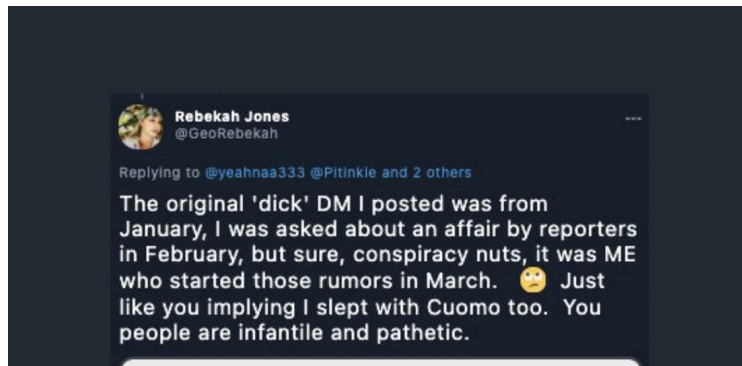 Rebekah Jones
@GeoRebekah
Replying to @yeahnaa333 @Pitinkie and 2 others
The original 'dick' DM I posted was from
January, I was asked about an affair by reporters
in February, but sure, conspiracy nuts, it was ME
who started those rumors in March. 🙄 Just
like you implying I slept with Cuomo too. You
people are infantile and pathetic.